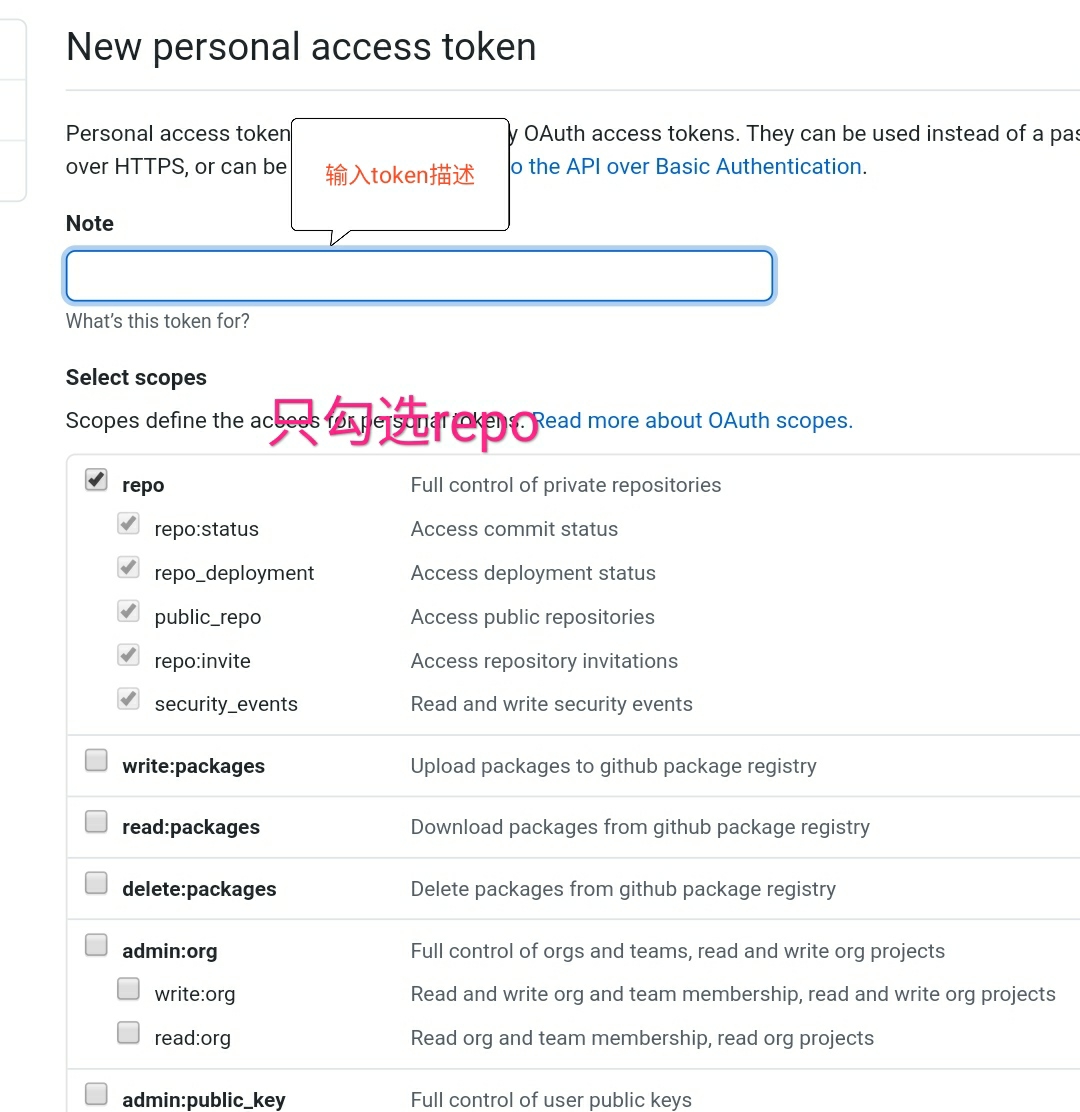 New personal access token
Personal access token
y OAuth access tokens. They can be used instead of a pas
over HTTPS, or can be
o the API over Basic Authentication.
输入token描述
Note
What's this token for?
Select scopes
Scopes define the access for personal tokens. Read more about OAuth scopes.
只勾选repo
repo Full control of private repositories
repo:status Access commit status
repo_deployment Access deployment status
public_repo Access public repositories
repo:invite Access repository invitations
security_events Read and write security events
write:packages Upload packages to github package registry
read:packages Download packages from github package registry
delete:packages Delete packages from github package registry
admin:org Full control of orgs and teams, read and write org projects
write:org Read and write org and team membership, read and write org projects
read:org Read org and team membership, read org projects
admin:public_key Full control of user public keys